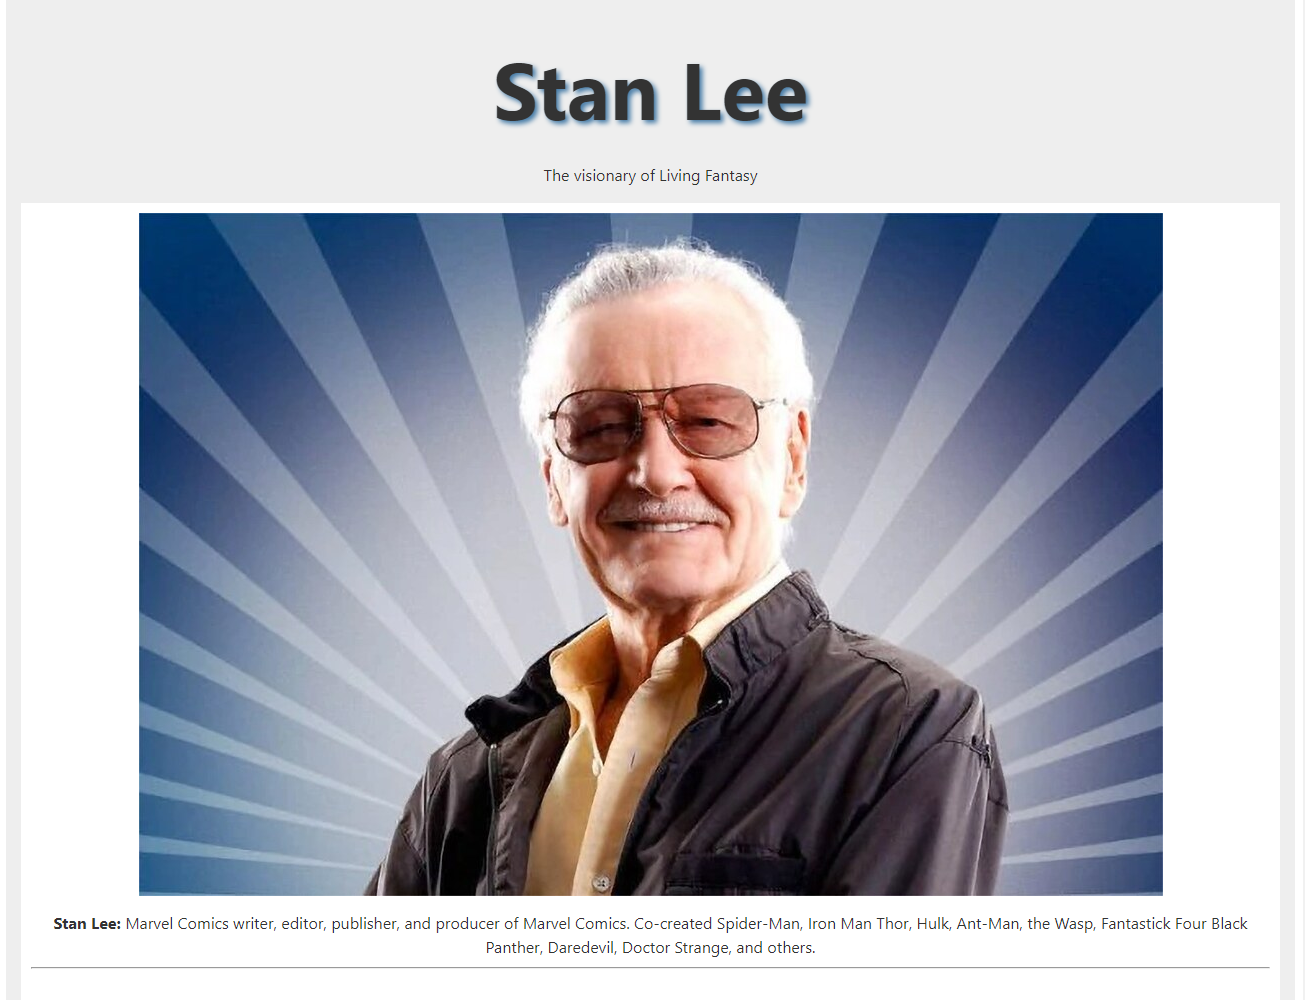 Stan Lee
The visionary of Living Fantasy
Stan Lee: Marvel Comics writer, editor, publisher, and producer of Marvel Comics. Co-created Spider-Man, Iron Man Thor, Hulk, Ant-Man, the Wasp, Fantastick Four Black
Panther, Daredevil, Doctor Strange, and others.